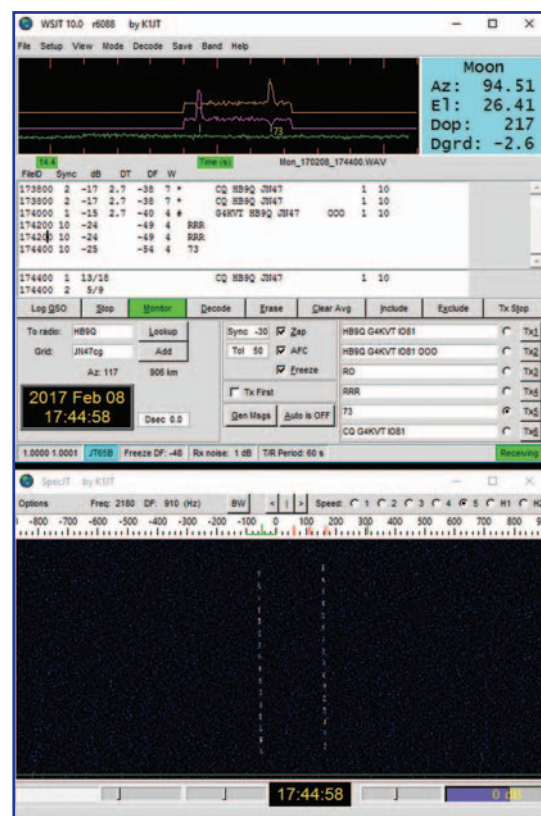 WSJT 10.0 r6088 by K1JT
File Setup View Mode Decode Save Band Help
Moon
Az: 94.51
El: 26.41
Dop: 217
Dgrd: -2.6
73
14.4 Time (s) Mon_170208_174400.WAV
FileID Sync dB DT DF W
173800 2 -17 2.7 -38 7 * CQ HB9Q JN47 1 10
173800 2 -17 2.7 -38 7 * CQ HB9Q JN47 1 10
174000 1 -15 2.7 -40 4 # G4KVT HB9Q JN47 OOO 1 10
174200 10 -24 -49 4 RRR
174200 10 -24 -49 4 RRR
174400 10 -25 -54 4 73
174400 1 13/18 CQ HB9Q JN47 1 10
174400 2 5/9
Log QSO Stop Monitor Decode Erase Clear Avg Include Exclude Tx Stop
To radio: HB9Q Lookup Sync -30 Zap HB9Q G4KVT IO81 Tx1
Grid: JN47cg Add Tol 50 AFC HB9Q G4KVT IO81 OOO Tx2
Az: 117 906 km Freeze RO Tx3
2017 Feb 08 Tx First RRR Tx4
17:44:58 Dsec 0.0 Gen Msgs Auto is OFF 73 Tx5
CQ G4KVT IO81 Tx6
1.0000 1.0001 JT65B Freeze DF: -48 Rx noise: 1 dB T/R Period: 60 s Receiving
SpecJT by K1JT
Options Freq: 2180 DF: 910 (Hz) BW < | > Speed: 1 2 3 4 5 H1 H2
-800 -700 -600 -500 -400 -300 -200 -100 0 100 200 300 400 500 600 700 800
17:44:58 0 dB